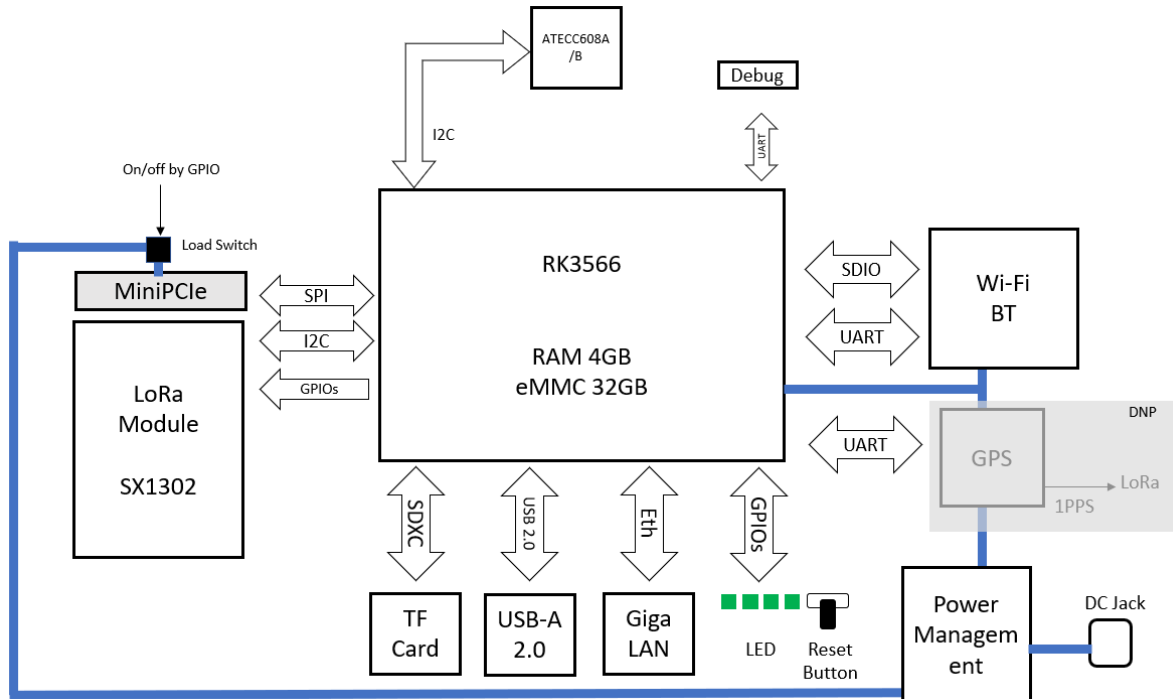 ATECC608A
/B
Debug
I2C
UART
On/off by GPIO
Load Switch
MiniPCIe
LoRa
Module
SX1302
SPI
I2C
GPIOs
RK3566
RAM 4GB
eMMC 32GB
SDIO
UART
UART
Wi-Fi
BT
DNP
GPS
LoRa
1PPS
SDXC
USB 2.0
Eth
GPIOs
TF
Card
USB-A
2.0
Giga
LAN
LED
Reset
Button
Power
Managem
ent
DC Jack